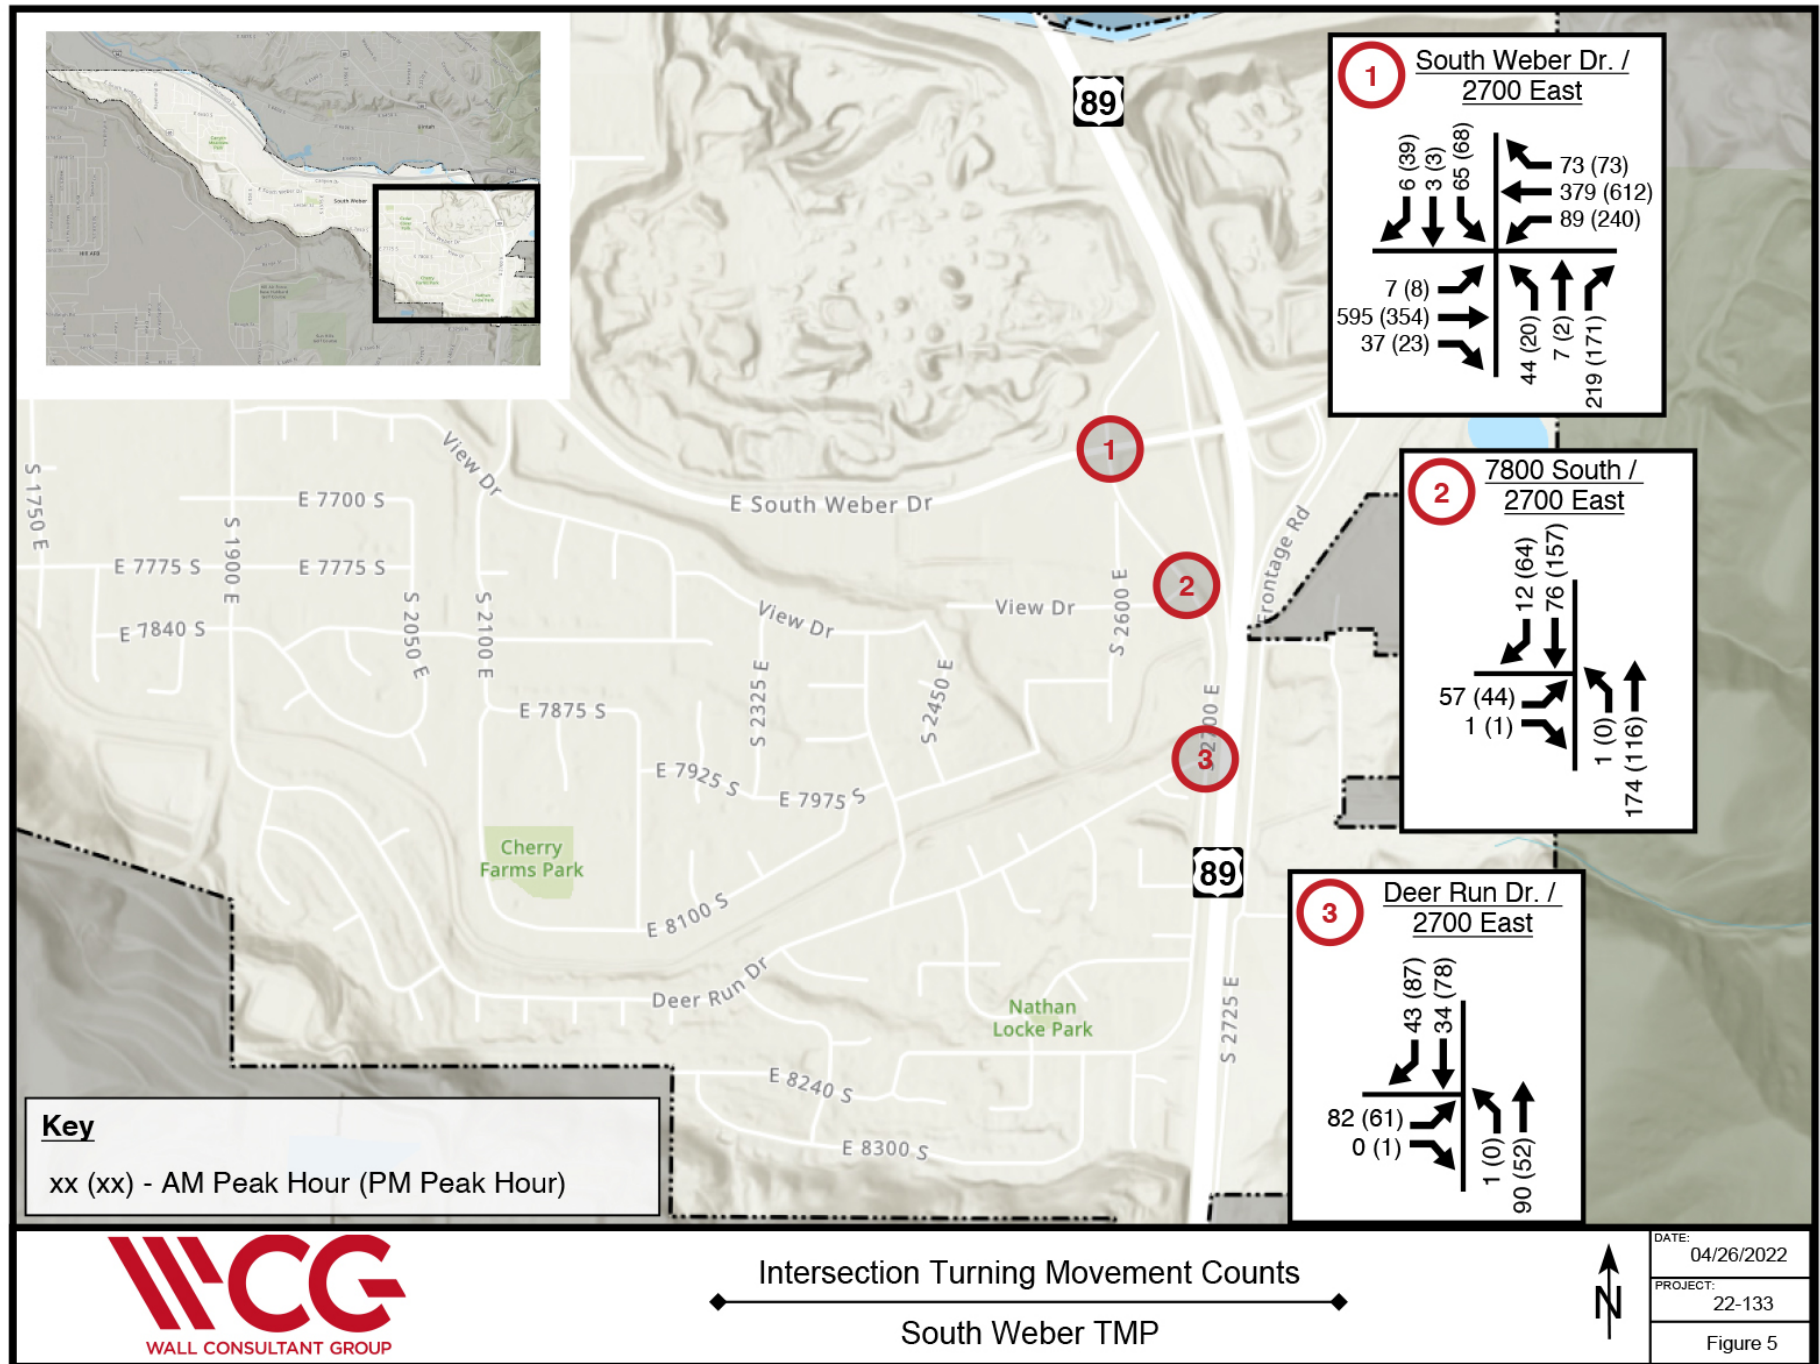 89
1
South Weber Dr. /
2700 East
6 (39)
3 (3)
65 (68)
73 (73)
379 (612)
89 (240)
7 (8)
595 (354)
37 (23)
44 (20)
7 (2)
219 (171)
2
7800 South /
2700 East
12 (64)
76 (157)
57 (44)
1 (1)
1 (0)
174 (116)
3
Deer Run Dr. /
2700 East
43 (87)
34 (78)
82 (61)
0 (1)
1 (0)
90 (52)
South Weber
View Dr
1
E South Weber Dr
S 1750 E
E 7700 S
S 1900 E
E 7775 S
E 7775 S
Frontage Rd
2
S 2050 E
S 2100 E
View Dr
View Dr
S 2600 E
E 7840 S
S 2325 E
S 2450 E
E 7875 S
S 2700 E
3
E 7925 S
E 7975 S
Cherry
Farms Park
89
E 8100 S
Deer Run Dr
Nathan
Locke Park
S 2725 E
E 8240 S
E 8300 S
Key
xx (xx) - AM Peak Hour (PM Peak Hour)
WCG
WALL CONSULTANT GROUP
Intersection Turning Movement Counts
South Weber TMP
N
DATE:
04/26/2022
PROJECT:
22-133
Figure 5